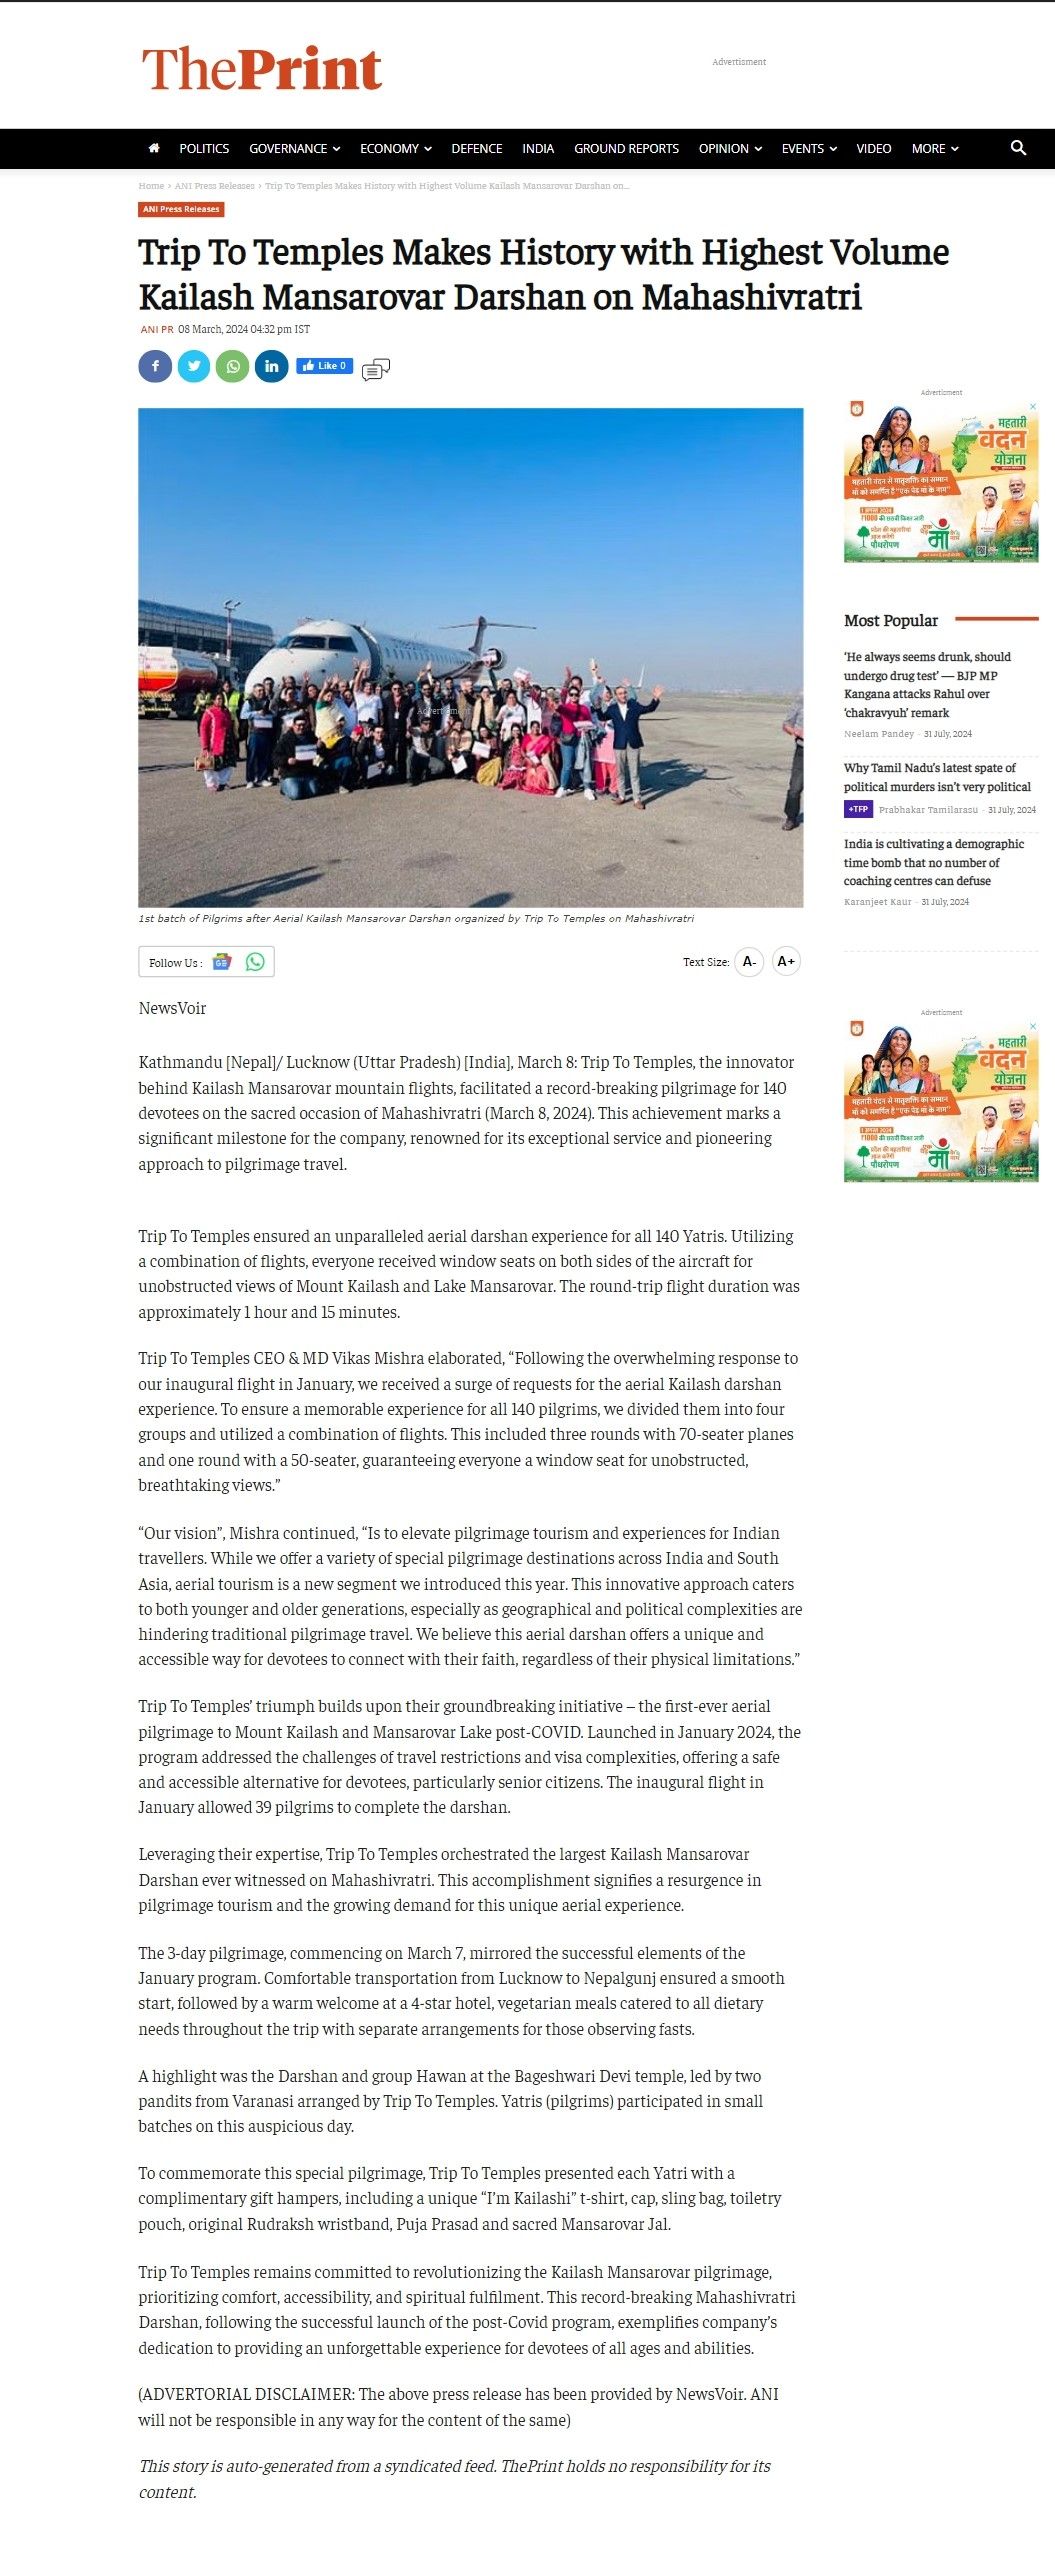 ThePrint
Advertisment
POLITICS GOVERNANCE ECONOMY DEFENCE INDIA GROUND REPORTS OPINION EVENTS VIDEO MORE
Home › ANI Press Releases › Trip To Temples Makes History with Highest Volume Kailash Mansarovar Darshan on...
ANI Press Releases
Trip To Temples Makes History with Highest Volume
Kailash Mansarovar Darshan on Mahashivratri
ANI PR 08 March, 2024 04:32 pm IST
Like 0
Advertisment
1st batch of Pilgrims after Aerial Kailash Mansarovar Darshan organized by Trip To Temples on Mahashivratri
Follow Us :
Text Size: A- A+
NewsVoir
Kathmandu [Nepal]/ Lucknow (Uttar Pradesh) [India], March 8: Trip To Temples, the innovator
behind Kailash Mansarovar mountain flights, facilitated a record-breaking pilgrimage for 140
devotees on the sacred occasion of Mahashivratri (March 8, 2024). This achievement marks a
significant milestone for the company, renowned for its exceptional service and pioneering
approach to pilgrimage travel.
Trip To Temples ensured an unparalleled aerial darshan experience for all 140 Yatris. Utilizing
a combination of flights, everyone received window seats on both sides of the aircraft for
unobstructed views of Mount Kailash and Lake Mansarovar. The round-trip flight duration was
approximately 1 hour and 15 minutes.
Trip To Temples CEO & MD Vikas Mishra elaborated, “Following the overwhelming response to
our inaugural flight in January, we received a surge of requests for the aerial Kailash darshan
experience. To ensure a memorable experience for all 140 pilgrims, we divided them into four
groups and utilized a combination of flights. This included three rounds with 70-seater planes
and one round with a 50-seater, guaranteeing everyone a window seat for unobstructed,
breathtaking views.”
“Our vision”, Mishra continued, “Is to elevate pilgrimage tourism and experiences for Indian
travellers. While we offer a variety of special pilgrimage destinations across India and South
Asia, aerial tourism is a new segment we introduced this year. This innovative approach caters
to both younger and older generations, especially as geographical and political complexities are
hindering traditional pilgrimage travel. We believe this aerial darshan offers a unique and
accessible way for devotees to connect with their faith, regardless of their physical limitations.”
Trip To Temples’ triumph builds upon their groundbreaking initiative – the first-ever aerial
pilgrimage to Mount Kailash and Mansarovar Lake post-COVID. Launched in January 2024, the
program addressed the challenges of travel restrictions and visa complexities, offering a safe
and accessible alternative for devotees, particularly senior citizens. The inaugural flight in
January allowed 39 pilgrims to complete the darshan.
Leveraging their expertise, Trip To Temples orchestrated the largest Kailash Mansarovar
Darshan ever witnessed on Mahashivratri. This accomplishment signifies a resurgence in
pilgrimage tourism and the growing demand for this unique aerial experience.
The 3-day pilgrimage, commencing on March 7, mirrored the successful elements of the
January program. Comfortable transportation from Lucknow to Nepalgunj ensured a smooth
start, followed by a warm welcome at a 4-star hotel, vegetarian meals catered to all dietary
needs throughout the trip with separate arrangements for those observing fasts.
A highlight was the Darshan and group Hawan at the Bageshwari Devi temple, led by two
pandits from Varanasi arranged by Trip To Temples. Yatris (pilgrims) participated in small
batches on this auspicious day.
To commemorate this special pilgrimage, Trip To Temples presented each Yatri with a
complimentary gift hampers, including a unique “I’m Kailashi” t-shirt, cap, sling bag, toiletry
pouch, original Rudraksh wristband, Puja Prasad and sacred Mansarovar Jal.
Trip To Temples remains committed to revolutionizing the Kailash Mansarovar pilgrimage,
prioritizing comfort, accessibility, and spiritual fulfilment. This record-breaking Mahashivratri
Darshan, following the successful launch of the post-Covid program, exemplifies company’s
dedication to providing an unforgettable experience for devotees of all ages and abilities.
(ADVERTORIAL DISCLAIMER: The above press release has been provided by NewsVoir. ANI
will not be responsible in any way for the content of the same)
This story is auto-generated from a syndicated feed. ThePrint holds no responsibility for its
content.
Advertisment
महतारी
वंदन
योजना
महतारी वंदन से मातृशक्ति का सम्मान
मां को समर्पित है "एक पेड़ मां के नाम"
₹1000 की छठवीं किश्त जारी
पौधरोपण
माँ
Most Popular
‘He always seems drunk, should
undergo drug test’ — BJP MP
Kangana attacks Rahul over
‘chakravyuh’ remark
Neelam Pandey - 31 July, 2024
Why Tamil Nadu’s latest spate of
political murders isn’t very political
+TFP Prabhakar Tamilarasu - 31 July, 2024
India is cultivating a demographic
time bomb that no number of
coaching centres can defuse
Karanjeet Kaur - 31 July, 2024
Advertisment
महतारी
वंदन
योजना
महतारी वंदन से मातृशक्ति का सम्मान
मां को समर्पित है "एक पेड़ मां के नाम"
₹1000 की छठवीं किश्त जारी
पौधरोपण
माँ